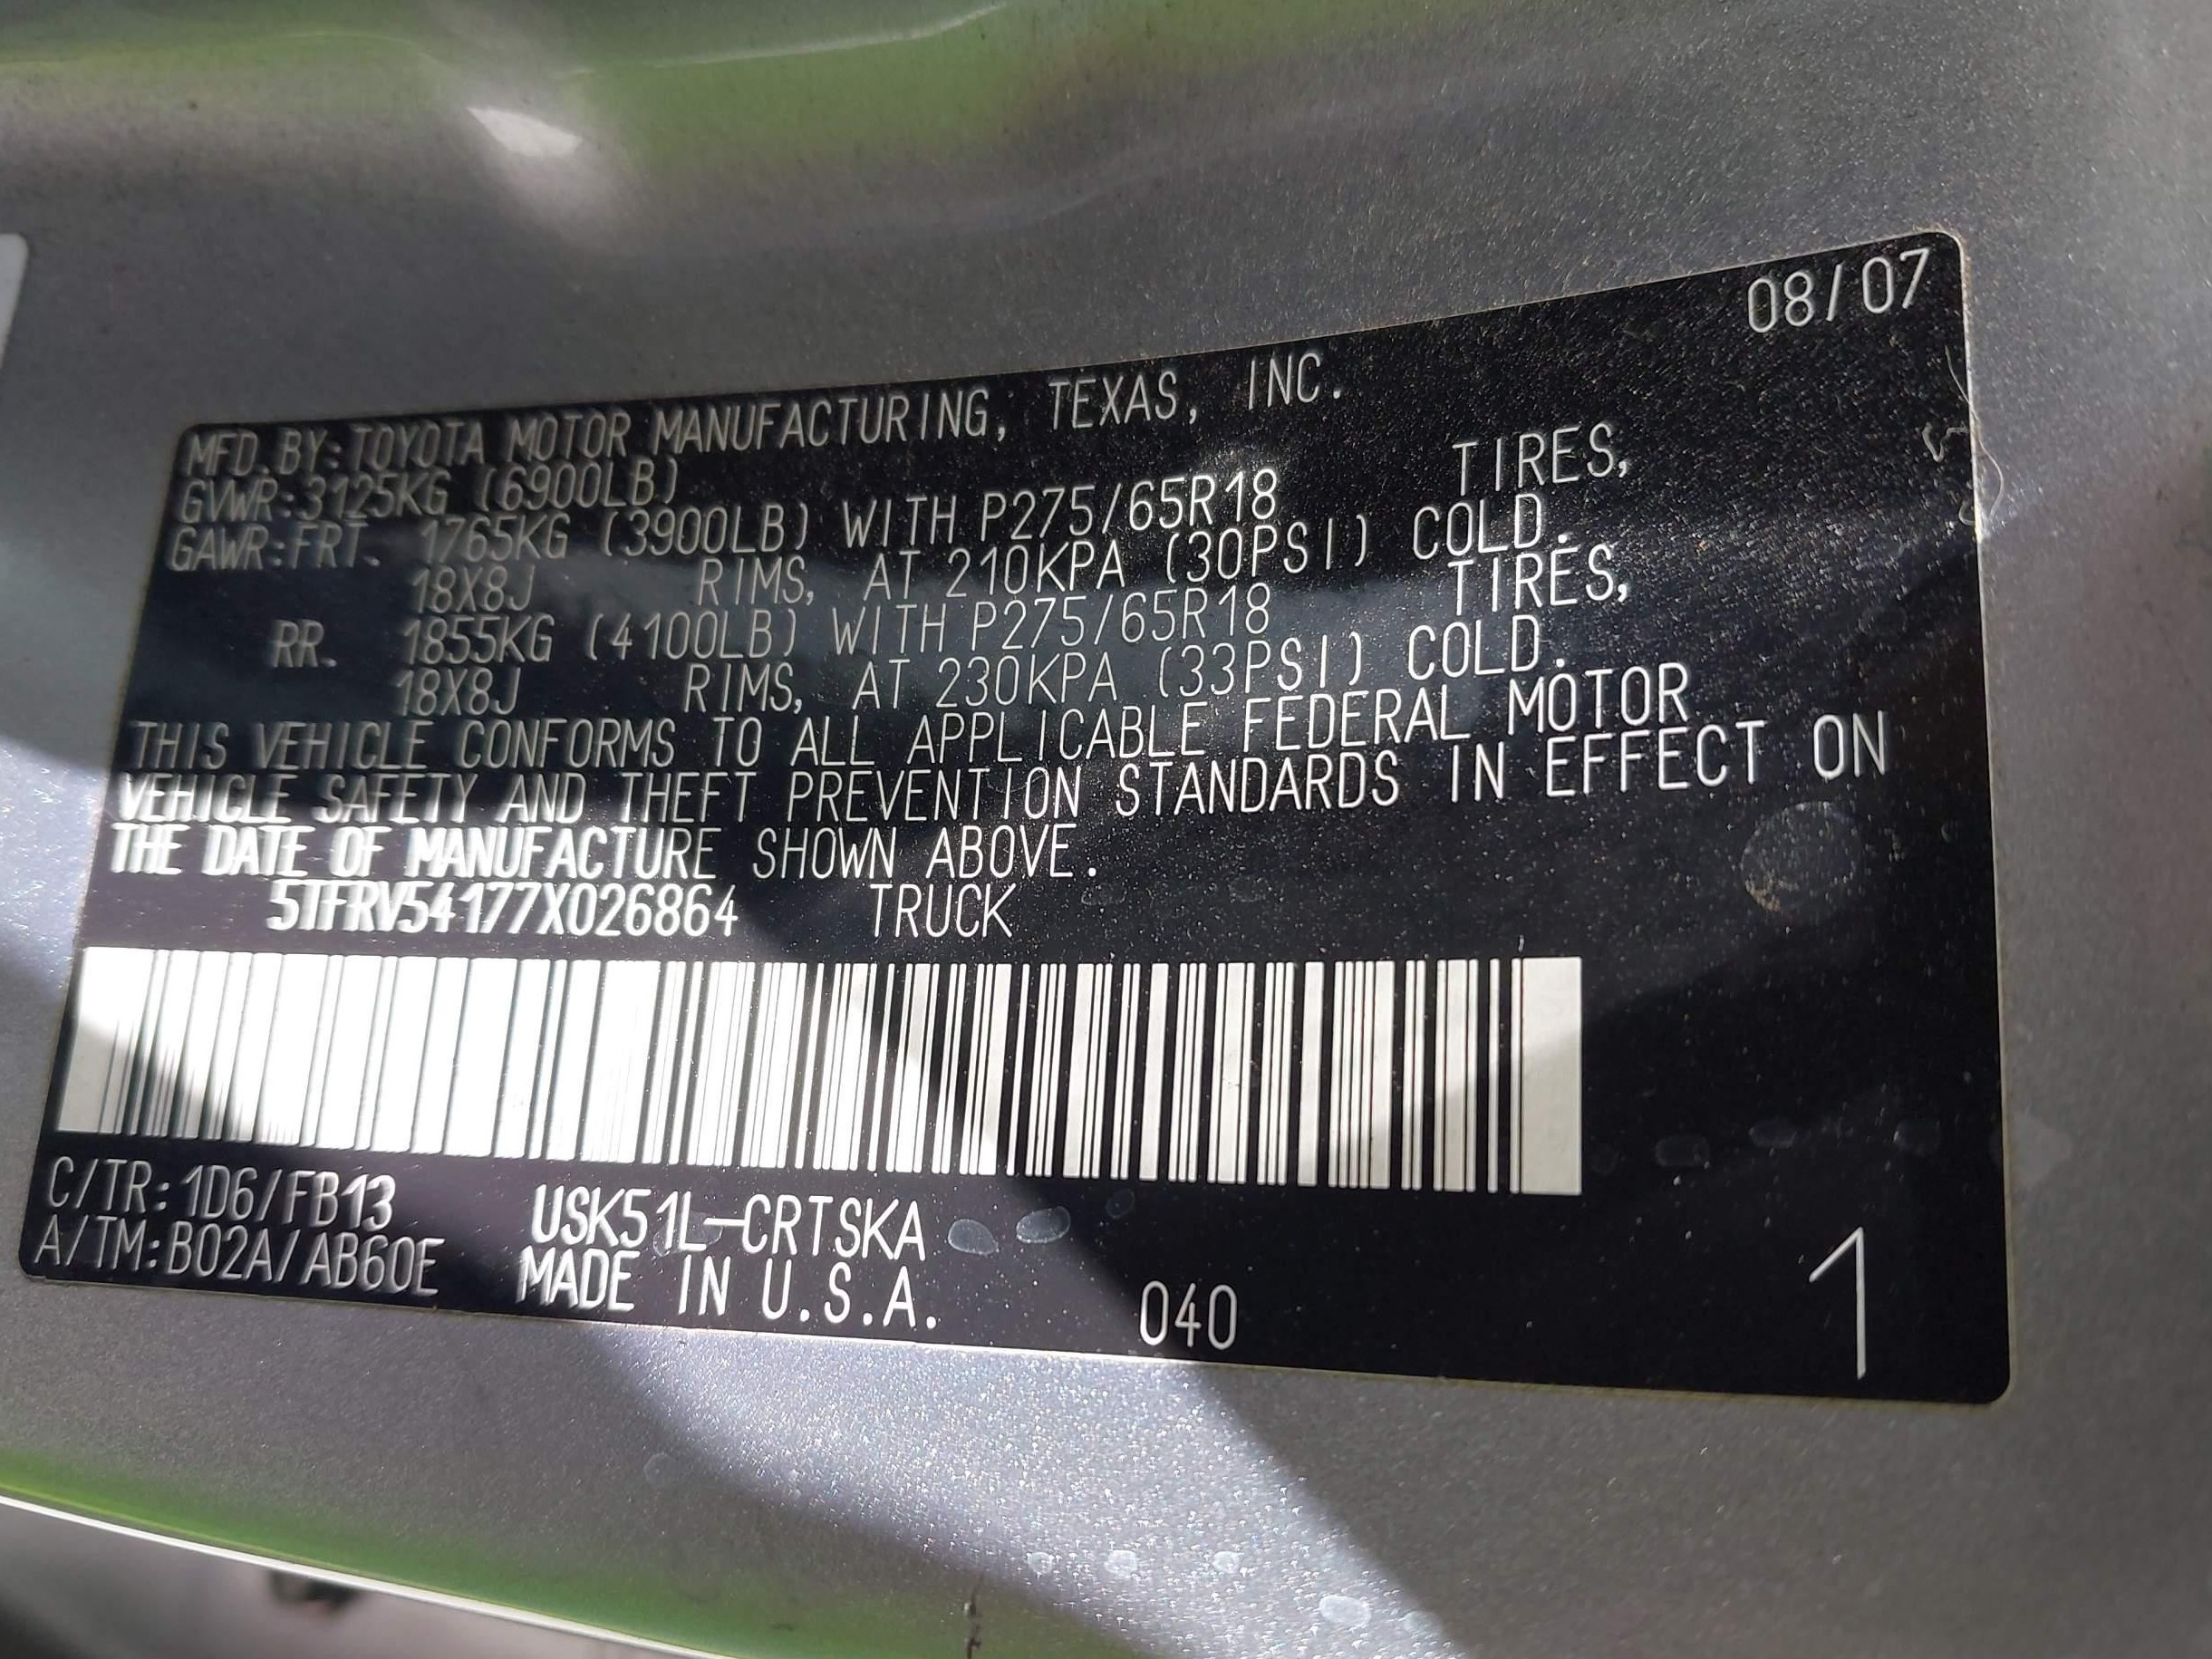 08/07
MFD. BY: TOYOTA MOTOR MANUFACTURING, TEXAS, INC.
GVWR: 3125KG (6900LB)
GAWR: FRT. 1765KG (3900LB) WITH P275/65R18 TIRES,
18X8J RIMS, AT 210KPA (30PSI) COLD.
RR. 1855KG (4100LB) WITH P275/65R18 TIRES,
18X8J RIMS, AT 230KPA (33PSI) COLD.
THIS VEHICLE CONFORMS TO ALL APPLICABLE FEDERAL MOTOR
VEHICLE SAFETY AND THEFT PREVENTION STANDARDS IN EFFECT ON
THE DATE OF MANUFACTURE SHOWN ABOVE.
5TFRV54177X026864 TRUCK
C/TR: 1D6/FB13 USK51L-CRTSKA
A/TM: B02A/AB60E MADE IN U.S.A. 040 1